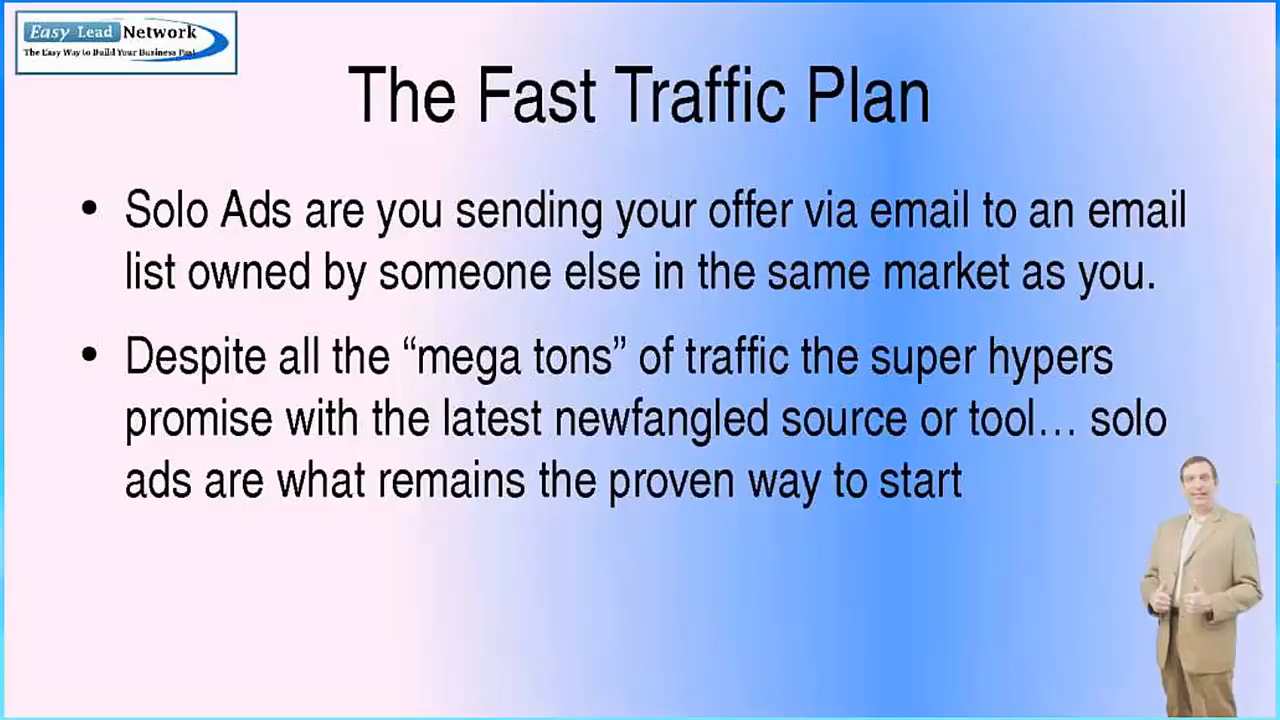 Easy Lead Network
The Easy Way to Build Your Business Fast
The Fast Traffic Plan
• Solo Ads are you sending your offer via email to an email
list owned by someone else in the same market as you.
• Despite all the “mega tons” of traffic the super hypers
promise with the latest newfangled source or tool… solo
ads are what remains the proven way to start